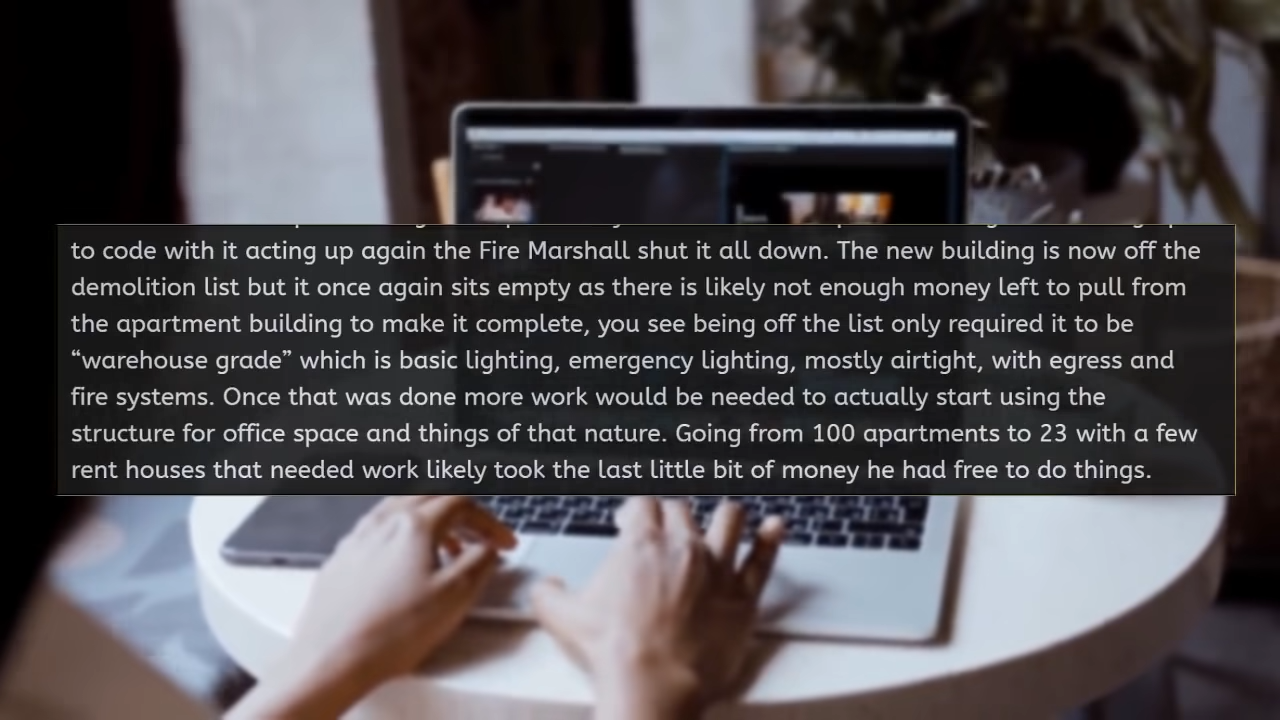 to code with it acting up again the Fire Marshall shut it all down. The new building is now off the
demolition list but it once again sits empty as there is likely not enough money left to pull from
the apartment building to make it complete, you see being off the list only required it to be
“warehouse grade” which is basic lighting, emergency lighting, mostly airtight, with egress and
fire systems. Once that was done more work would be needed to actually start using the
structure for office space and things of that nature. Going from 100 apartments to 23 with a few
rent houses that needed work likely took the last little bit of money he had free to do things.